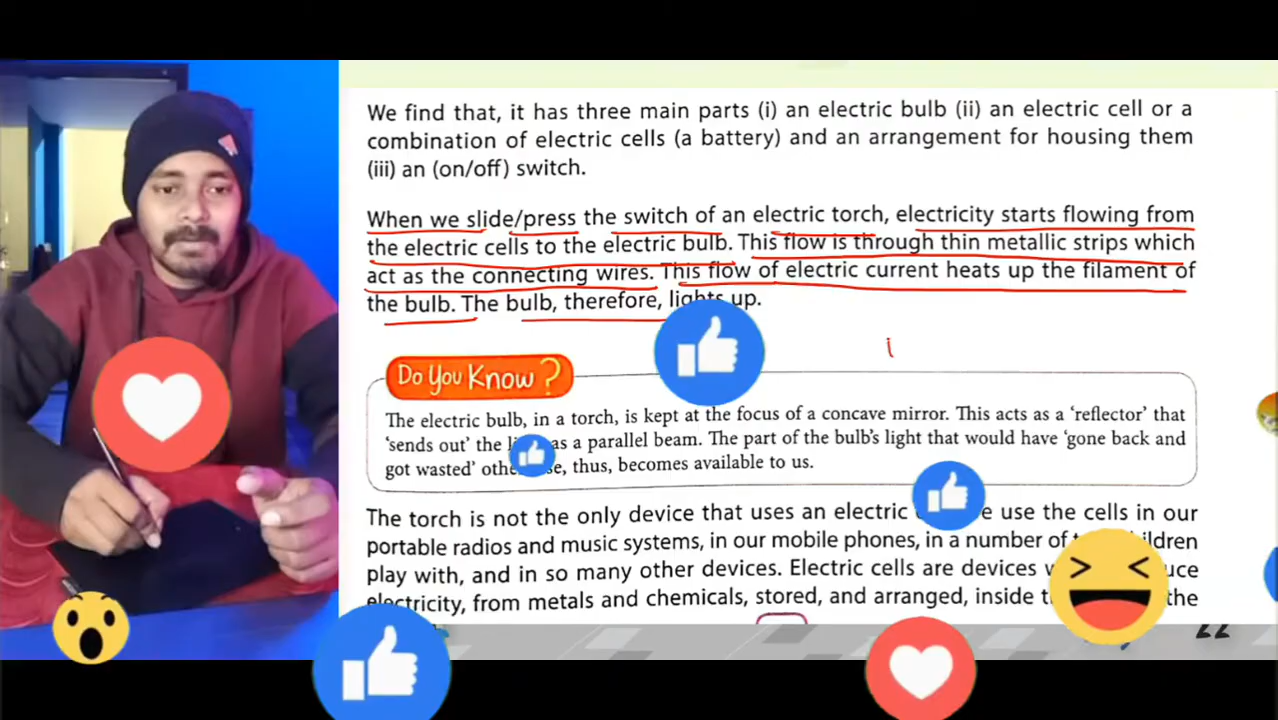 We find that, it has three main parts (i) an electric bulb (ii) an electric cell or a
combination of electric cells (a battery) and an arrangement for housing them
(iii) an (on/off) switch.
When we slide/press the switch of an electric torch, electricity starts flowing from
the electric cells to the electric bulb. This flow is through thin metallic strips which
act as the connecting wires. This flow of electric current heats up the filament of
the bulb. The bulb, therefore, lights up.
Do You Know?
The electric bulb, in a torch, is kept at the focus of a concave mirror. This acts as a 'reflector' that
'sends out' the as a parallel beam. The part of the bulb's light that would have 'gone back and
got wasted' thus, becomes available to us.
The torch is not the only device that uses an electric use the cells in our
portable radios and music systems, in our mobile phones, in a number of
play with, and in so many other devices. Electric cells are devices
electricity, from metals and chemicals, stored, and arranged, inside the